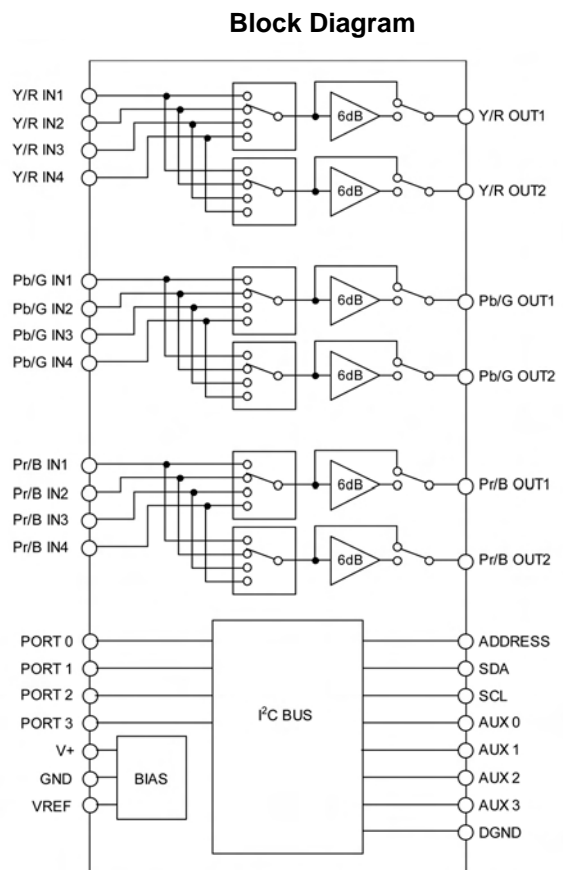 Block Diagram
Y/R IN1
Y/R IN2
Y/R IN3
Y/R IN4
6dB
6dB
Y/R OUT1
Y/R OUT2
Pb/G IN1
Pb/G IN2
Pb/G IN3
Pb/G IN4
6dB
6dB
Pb/G OUT1
Pb/G OUT2
Pr/B IN1
Pr/B IN2
Pr/B IN3
Pr/B IN4
6dB
6dB
Pr/B OUT1
Pr/B OUT2
PORT 0
PORT 1
PORT 2
PORT 3
V+
GND
VREF
BIAS
I²C BUS
ADDRESS
SDA
SCL
AUX 0
AUX 1
AUX 2
AUX 3
DGND